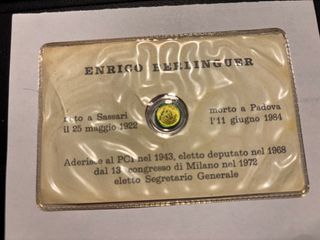 ENRICO BERLINGUER
nato a Sassari
il 25 maggio 1922
morto a Padova
l'11 giugno 1984
Aderisce al PCI nel 1943, eletto deputato nel 1968
dal 13° congresso di Milano nel 1972
eletto Segretario Generale